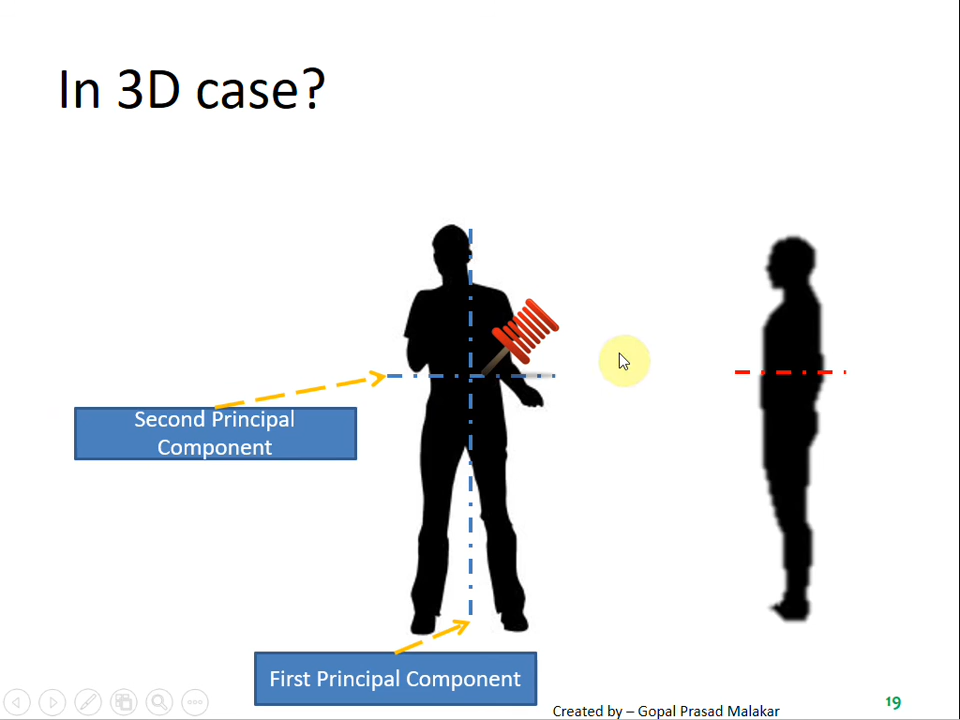 In 3D case?
Second Principal
Component
First Principal Component
Created by – Gopal Prasad Malakar
19